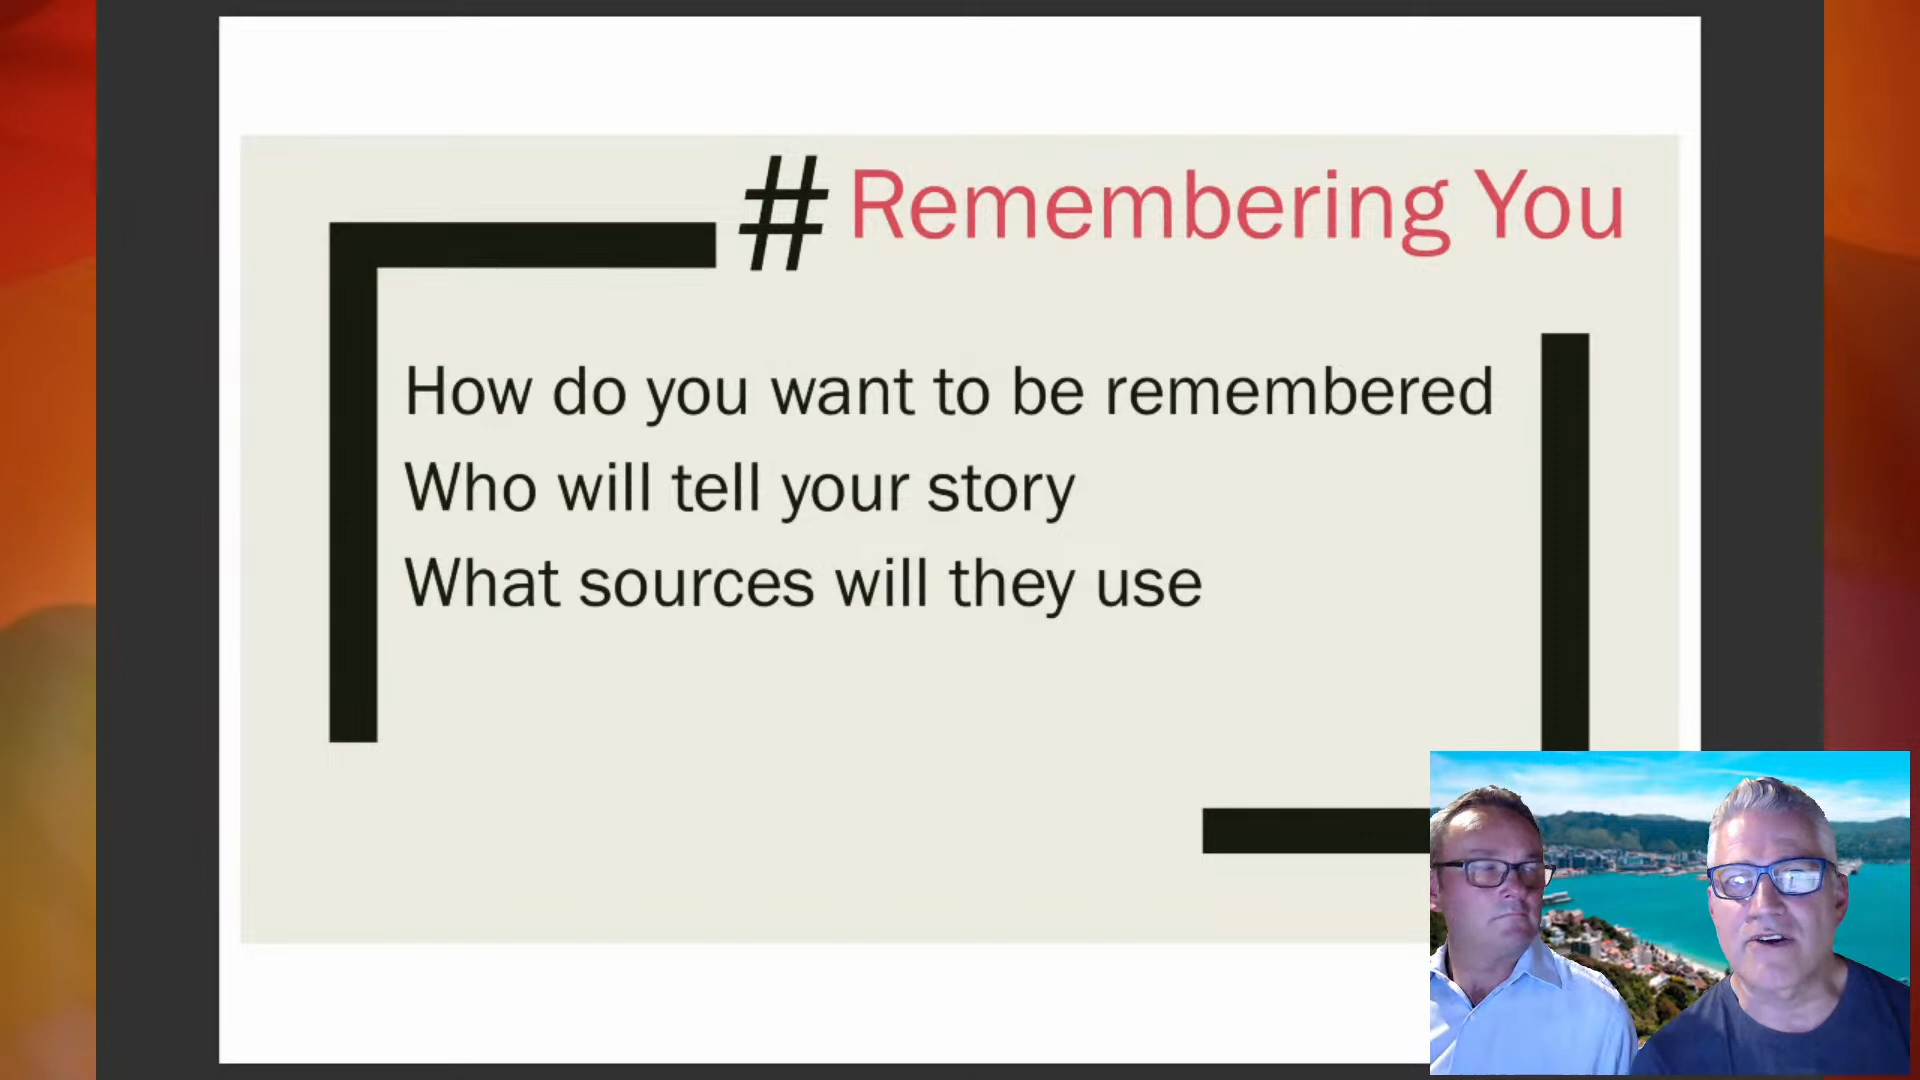 # Remembering You
How do you want to be remembered
Who will tell your story
What sources will they use